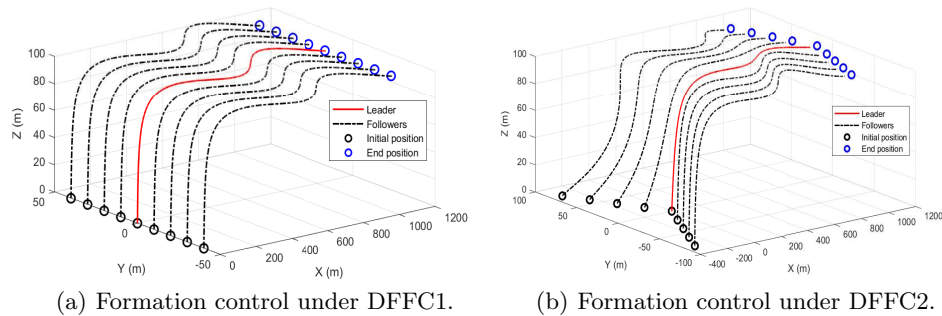 100
80
60
40
20
0
Z (m)
50
0
-50
Y (m)
0
200
400
600
800
1000
1200
X (m)
Leader
Followers
Initial position
End position
(a) Formation control under DFFC1.
100
80
60
40
20
0
Z (m)
100
50
0
-50
-100
Y (m)
-400
-200
0
200
400
600
800
1000
1200
X (m)
Leader
Followers
Initial position
End position
(b) Formation control under DFFC2.